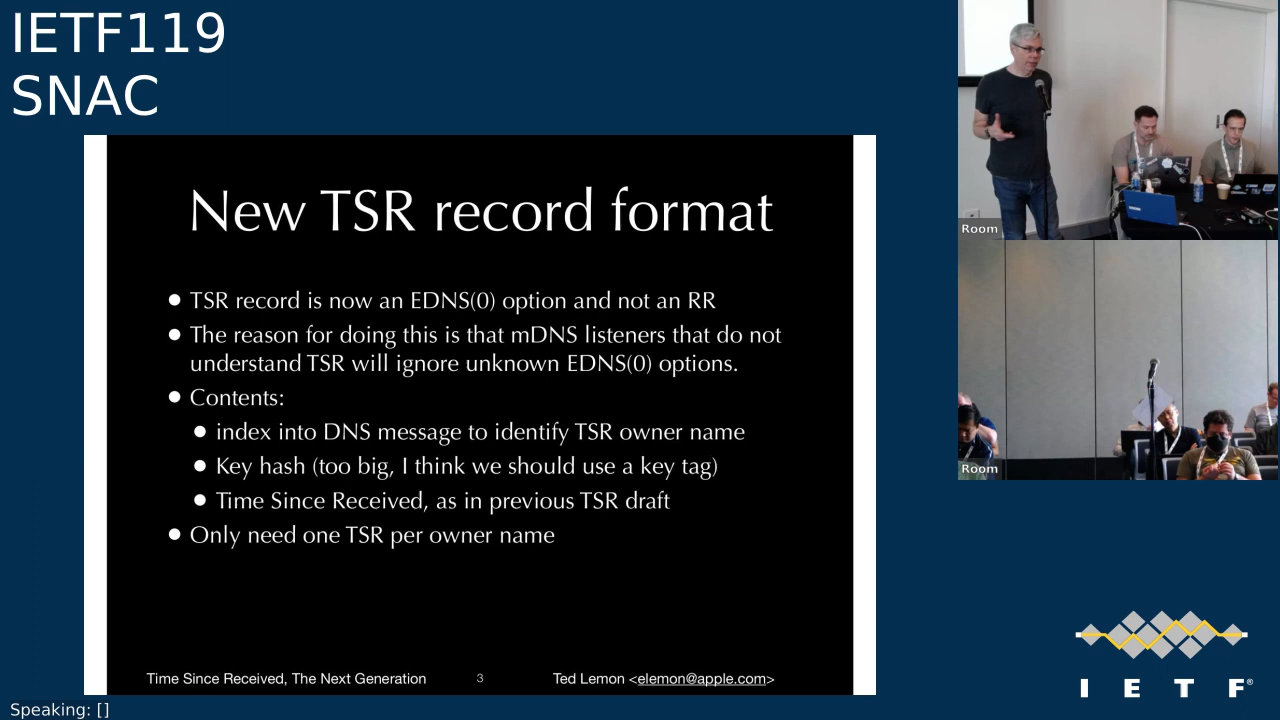 IETF119
SNAC
New TSR record format
● TSR record is now an EDNS(0) option and not an RR
● The reason for doing this is that mDNS listeners that do not
understand TSR will ignore unknown EDNS(0) options.
● Contents:
● index into DNS message to identify TSR owner name
● Key hash (too big, I think we should use a key tag)
● Time Since Received, as in previous TSR draft
● Only need one TSR per owner name
Time Since Received, The Next Generation
3
Ted Lemon <elemon@apple.com>
Room
Room
I E T F®
Speaking: []